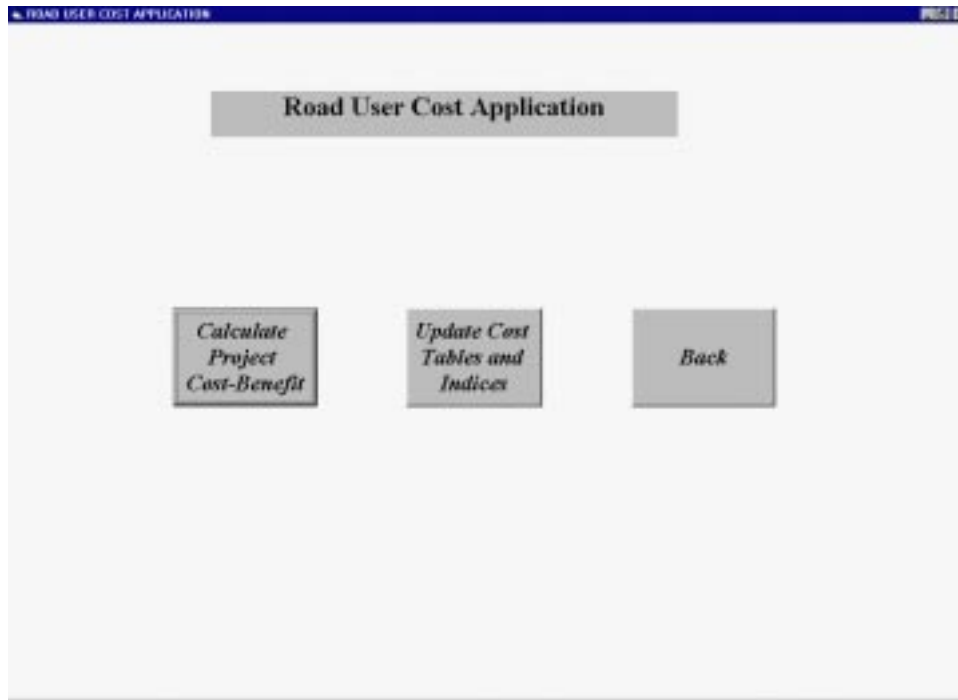 ROAD USER COST APPLICATION
Road User Cost Application
Calculate
Project
Cost-Benefit
Update Cost
Tables and
Indices
Back